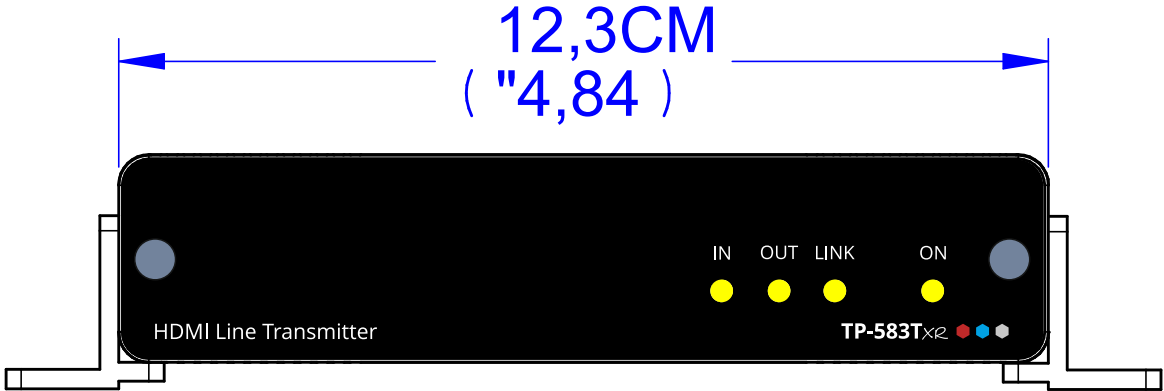 12,3CM
( "4,84 )
IN OUT LINK ON
HDMI Line Transmitter TP-583TXR